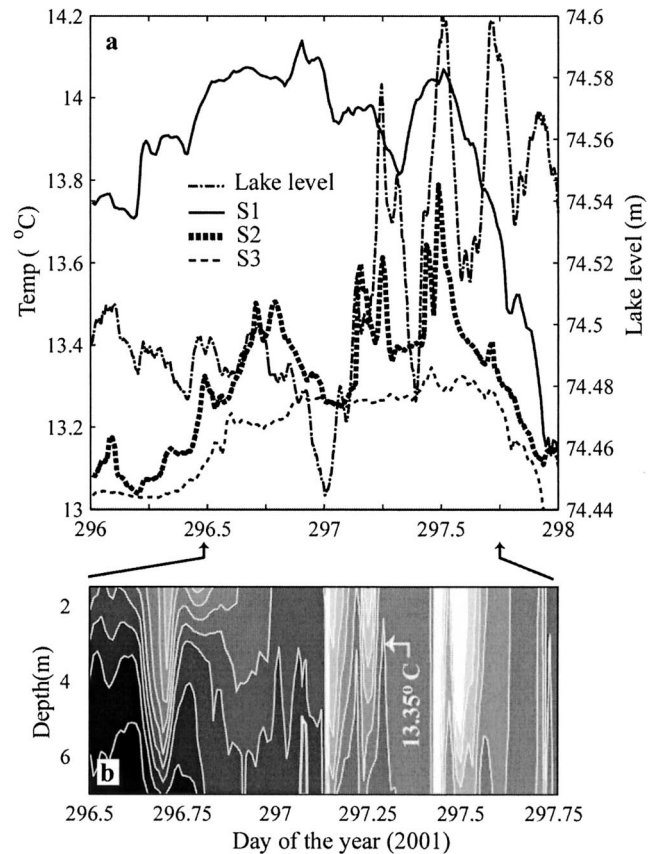 a
14.2
14
13.8
13.6
13.4
13.2
13
Temp ( °C)
74.6
74.58
74.56
74.54
74.52
74.5
74.48
74.46
74.44
Lake level (m)
Lake level
S1
S2
S3
296
296.5
297
297.5
298
2
4
6
Depth(m)
13.35° C
b
296.5
296.75
297
297.25
297.5
297.75
Day of the year (2001)